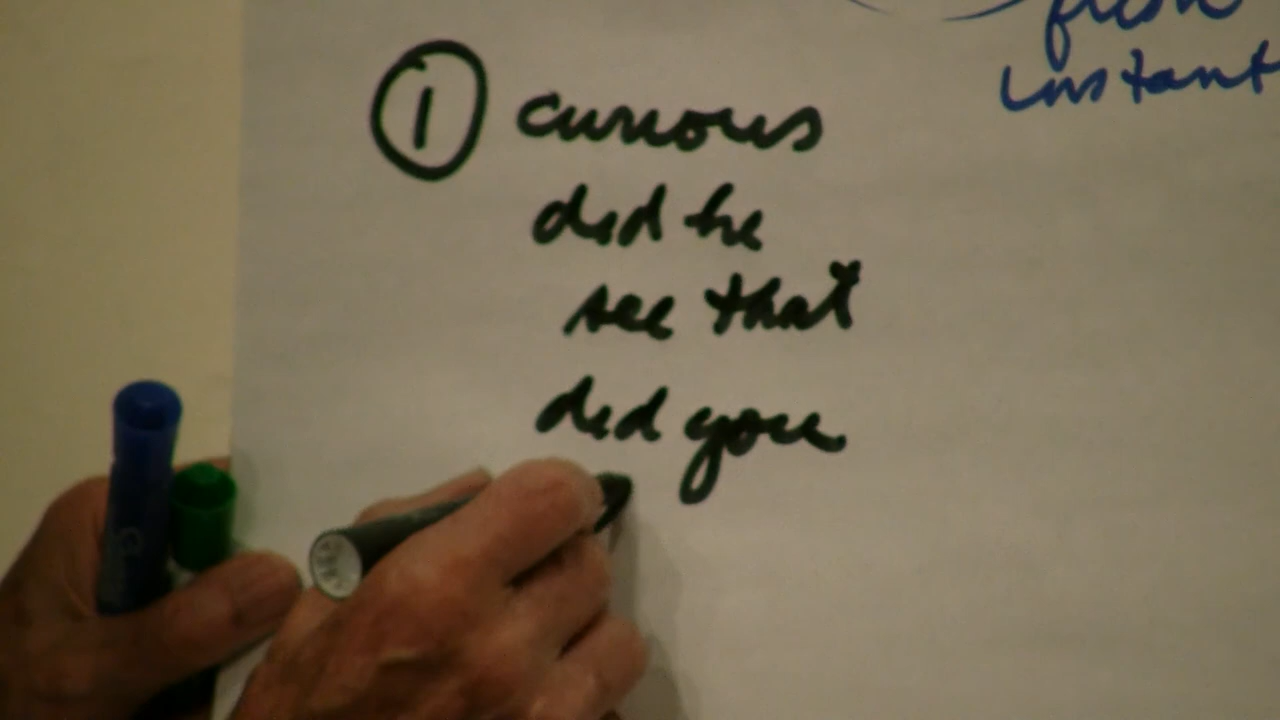 instant
① curious
did he
see that
did you